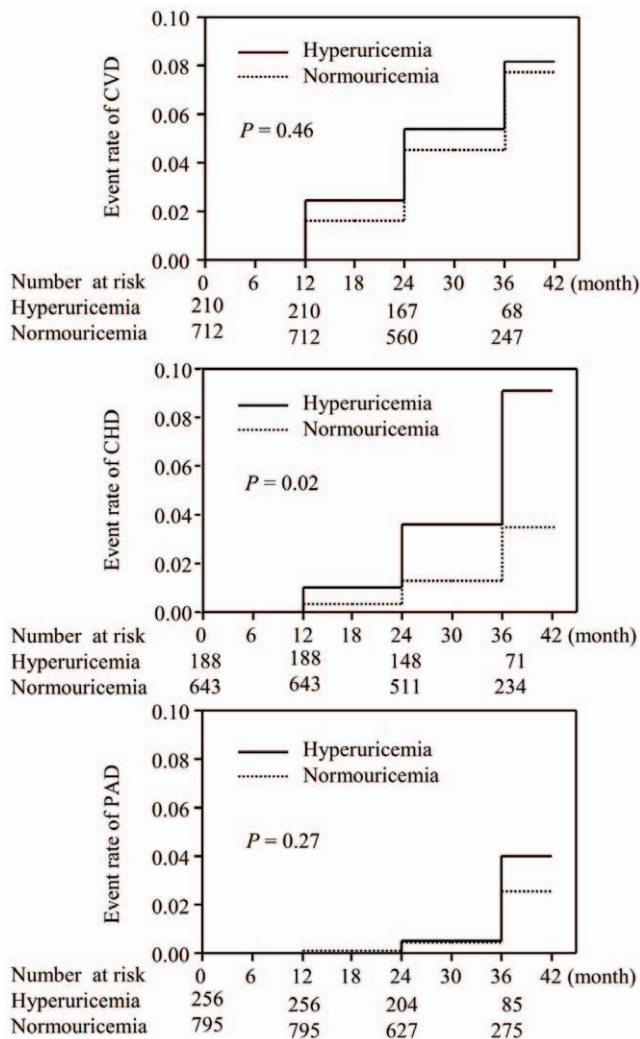 0.10
Hyperuricemia
Normouricemia
0.08
0.06
P = 0.46
0.04
0.02
0.00
Event rate of CVD
Number at risk
0 6 12 18 24 30 36 42 (month)
Hyperuricemia 210 210 167 68
Normouricemia 712 712 560 247
0.10
Hyperuricemia
Normouricemia
0.08
0.06
P = 0.02
0.04
0.02
0.00
Event rate of CHD
Number at risk
0 6 12 18 24 30 36 42 (month)
Hyperuricemia 188 188 148 71
Normouricemia 643 643 511 234
0.10
Hyperuricemia
Normouricemia
0.08
0.06
P = 0.27
0.04
0.02
0.00
Event rate of PAD
Number at risk
0 6 12 18 24 30 36 42 (month)
Hyperuricemia 256 256 204 85
Normouricemia 795 795 627 275